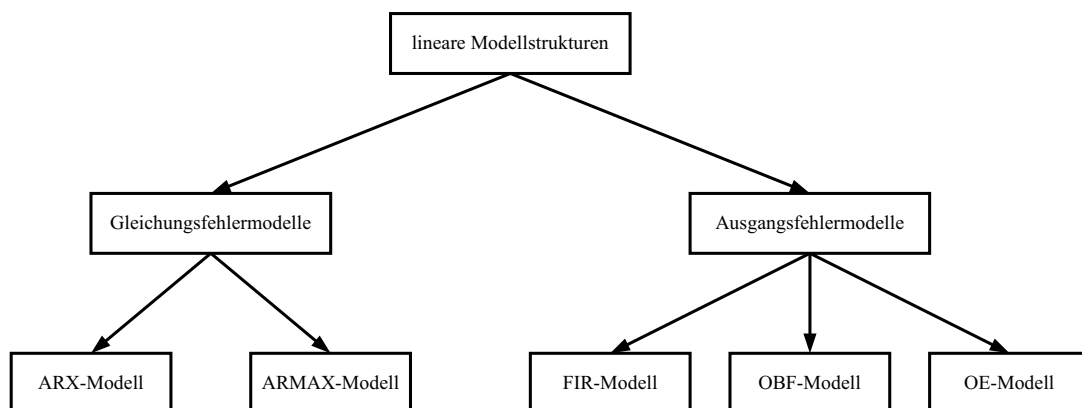 lineare Modellstrukturen
Gleichungsfehlermodelle
Ausgangsfehlermodelle
ARX-Modell
ARMAX-Modell
FIR-Modell
OBF-Modell
OE-Modell